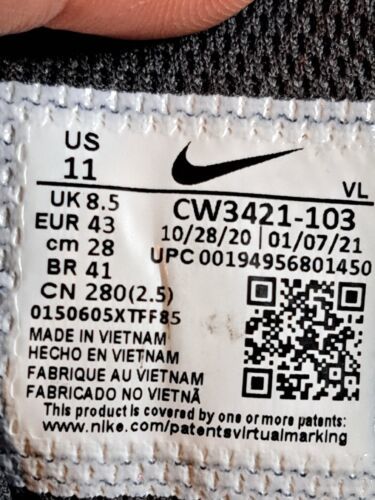 US
11
VL
UK 8.5
CW3421-103
EUR 43
10/28/20 | 01/07/21
cm 28
UPC 00194956801450
BR 41
CN 280(2.5)
0150605XTFF85
MADE IN VIETNAM
HECHO EN VIETNAM
FABRIQUE AU VIETNAM
FABRICADO NO VIETNÃ
This product is covered by one or more patents:
www.nike.com/patentsvirtualmarking